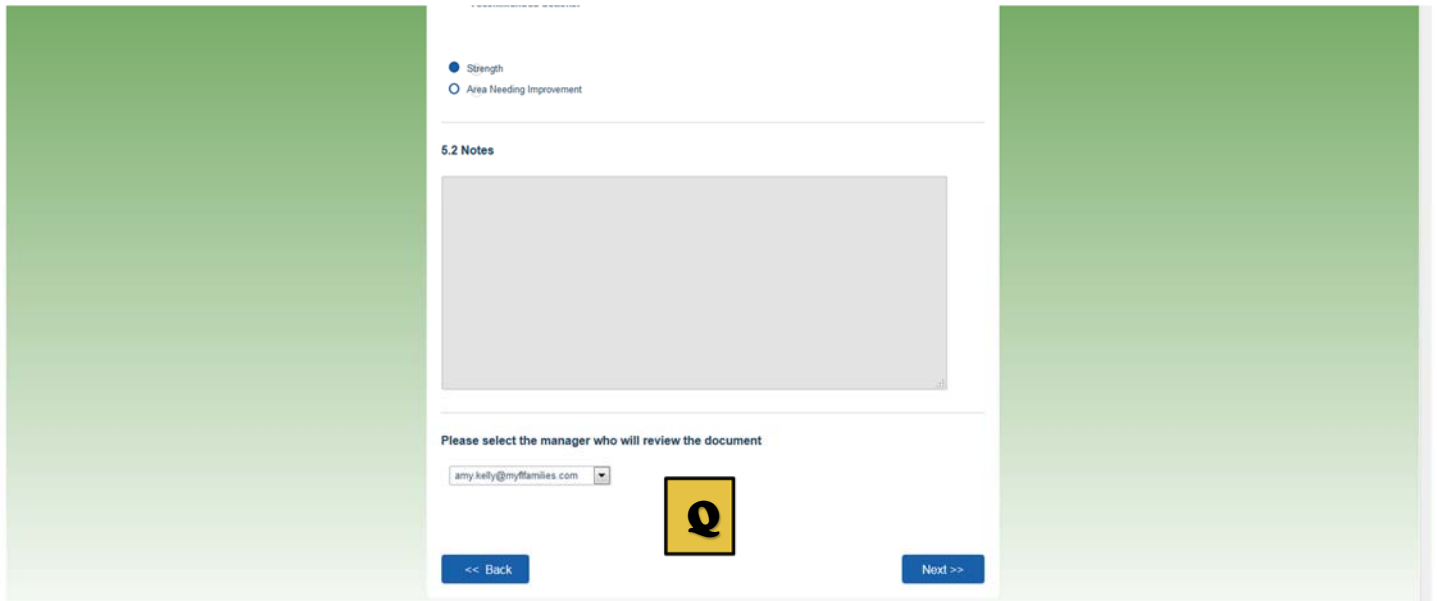 Strength
Area Needing Improvement
5.2 Notes
Please select the manager who will review the document
amy.kelly@myflfamilies.com
Q
<< Back
Next >>